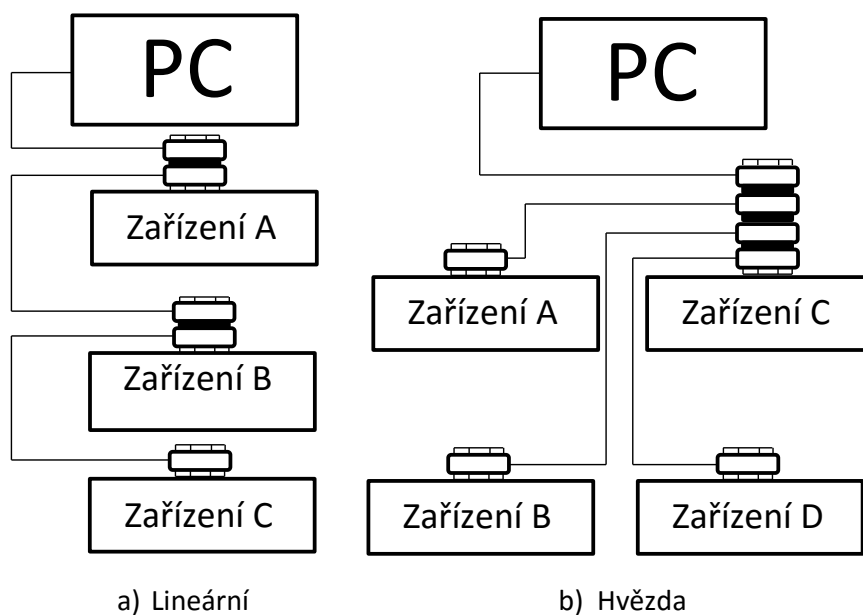 PC
Zařízení A
Zařízení B
Zařízení C
a) Lineární
PC
Zařízení A
Zařízení C
Zařízení B
Zařízení D
b) Hvězda